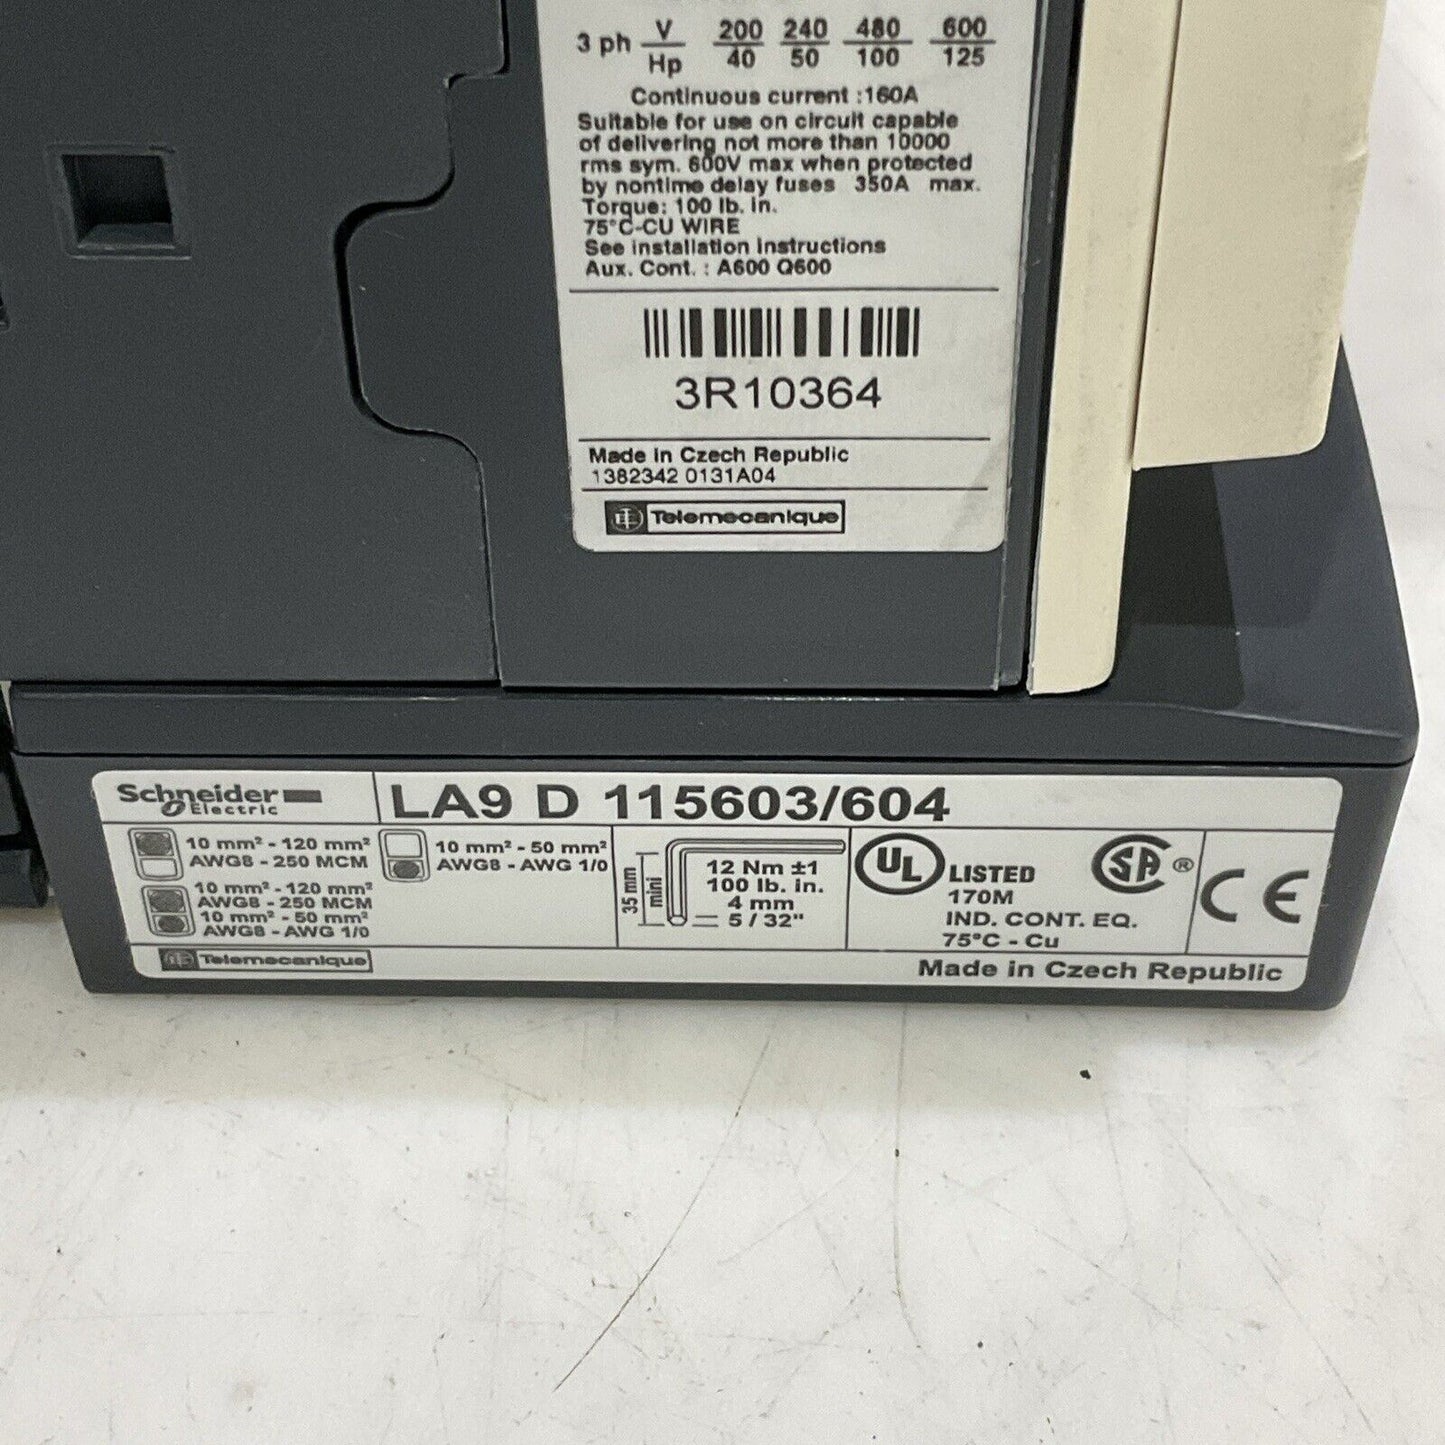 3 ph V/Hp 200/40 240/50 480/100 600/125
Continuous current :160A
Suitable for use on circuit capable
of delivering not more than 10000
rms sym. 600V max when protected
by nontime delay fuses 350A max.
Torque: 100 lb. in.
75°C-CU WIRE
See installation instructions
Aux. Cont. : A600 Q600
3R10364
Made in Czech Republic
1382342 0131A04
Telemecanique
Schneider Electric
LA9 D 115603/604
10 mm² - 120 mm²
AWG8 - 250 MCM
10 mm² - 120 mm²
AWG8 - 250 MCM
10 mm² - 50 mm²
AWG8 - AWG 1/0
10 mm² - 50 mm²
AWG8 - AWG 1/0
35 mm
mini
12 Nm ±1
100 lb. in.
4 mm
5 / 32"
UL LISTED
170M
IND. CONT. EQ.
75°C - Cu
SA ®
CE
Telemecanique
Made in Czech Republic